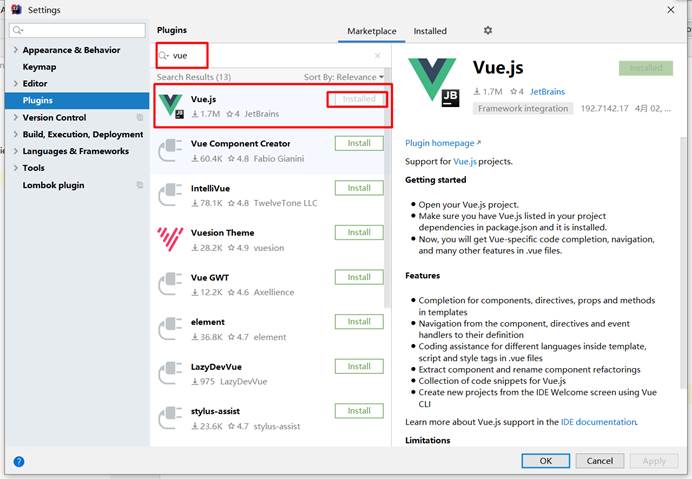 Settings
Appearance & Behavior
Keymap
Editor
Plugins
Version Control
Build, Execution, Deployment
Languages & Frameworks
Tools
Lombok plugin
Plugins
Marketplace
Installed
vue
Search Results (13)
Sort By: Relevance
Vue.js
Installed
1.7M 4 JetBrains
Vue Component Creator
Install
60.4K 4.8 Fabio Gianini
IntelliVue
Install
78.1K 4.8 TwelveTone LLC
Vuesion Theme
Install
28.2K 4.9 vuesion
Vue GWT
Install
12.2K 4.6 Axellience
element
Install
36.8K 4.7 element
LazyDevVue
Install
975 LazyDevVue
stylus-assist
Install
23.6K 4.7 stylus-assist
Vue.js
Installed
JB
1.7M 4 JetBrains
Framework integration 192.7142.17 4月 02, ...
Plugin homepage
Support for Vue.js projects.
Getting started
Open your Vue.js project.
Make sure you have Vue.js listed in your project
dependencies in package.json and it is installed.
Now, you will get Vue-specific code completion, navigation,
and many other features in .vue files.
Features
Completion for components, directives, props and methods
in templates
Navigation from the component, directives and event
handlers to their definition
Coding assistance for different languages inside template,
script and style tags in .vue files
Extract component and rename component refactorings
Collection of code snippets for Vue.js
Create new projects from the IDE Welcome screen using Vue
CLI
Learn more about Vue.js support in the IDE documentation.
Limitations
?
OK
Cancel
Apply